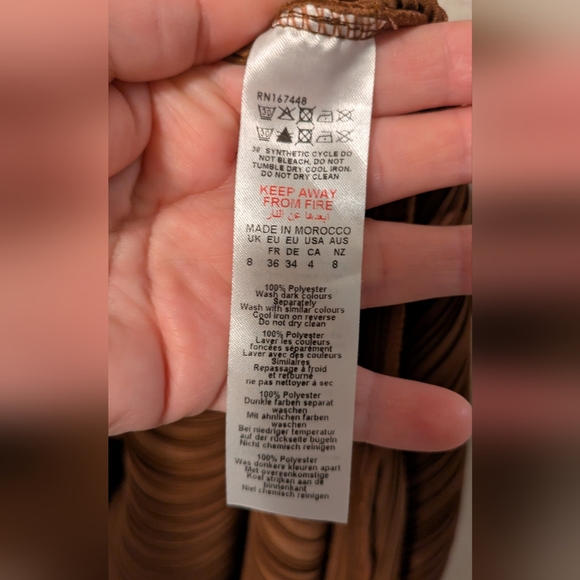 RN167448
30 SYNTHETIC CYCLE DO
NOT BLEACH, DO NOT
TUMBLE DRY COOL IRON.
DO NOT DRY CLEAN
KEEP AWAY
FROM FIRE
ابعدها عن النار
MADE IN MOROCCO
UK EU EU USA AUS
FR DE CA NZ
8 36 34 4 8
100% Polyester
Wash dark colours
Separately
Wash with similar colours
Cool iron on reverse
Do not dry clean
100% Polyester
Laver les couleurs
foncées séparément
Laver avec des couleurs
Similaires
Repassage à froid
et retourné
ne pas nettoyer à sec
100% Polyester
Dunkle farben separat
waschen
Mit ähnlichen farben
waschen
Bei niedriger temperatur
auf der rückseite bügeln
Nicht chemisch reinigen
100% Polyester
Was donkere kleuren apart
Met overeenkomstige
Koel strijken aan de
binnenkant
Niet chemisch reinigen